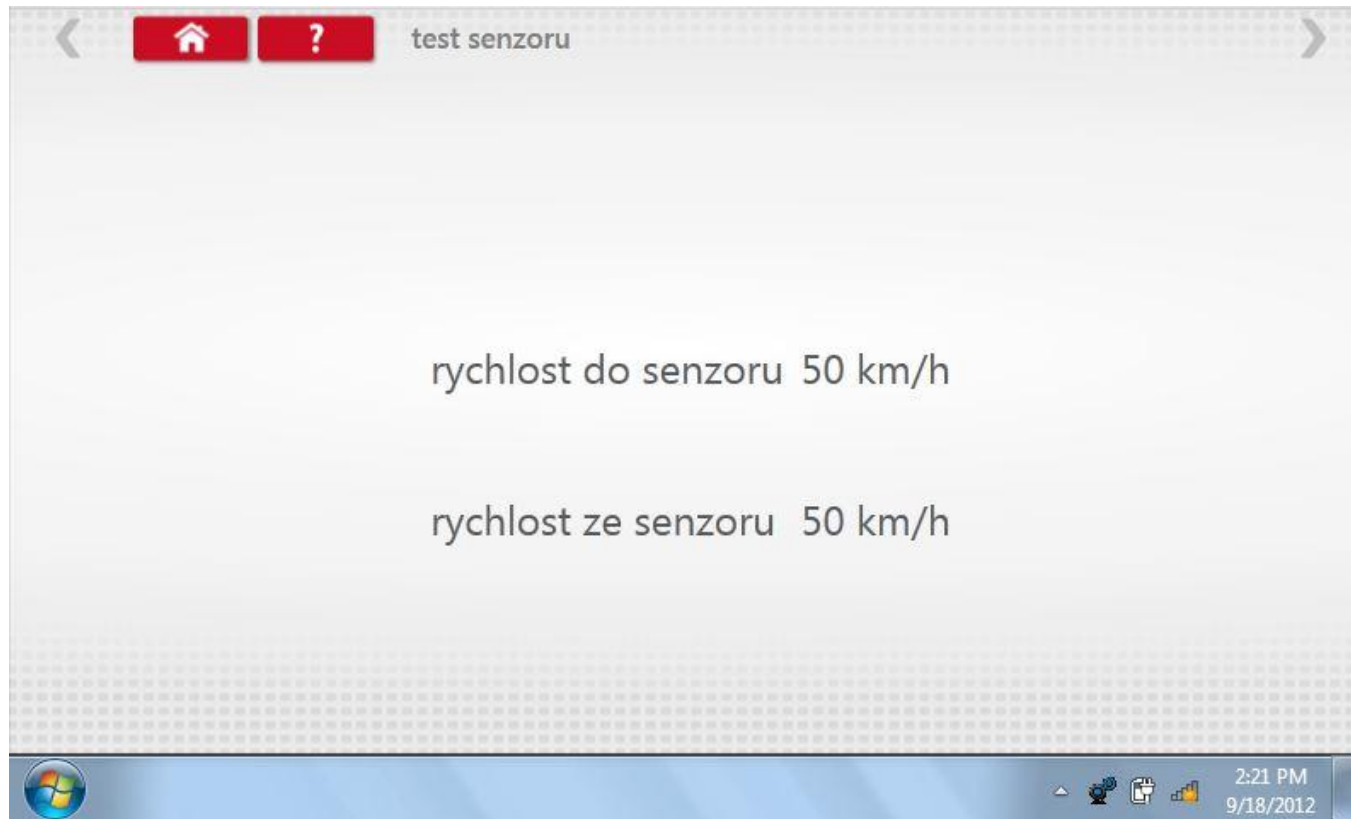 ? test senzoru
rychlost do senzoru 50 km/h
rychlost ze senzoru 50 km/h
2:21 PM
9/18/2012